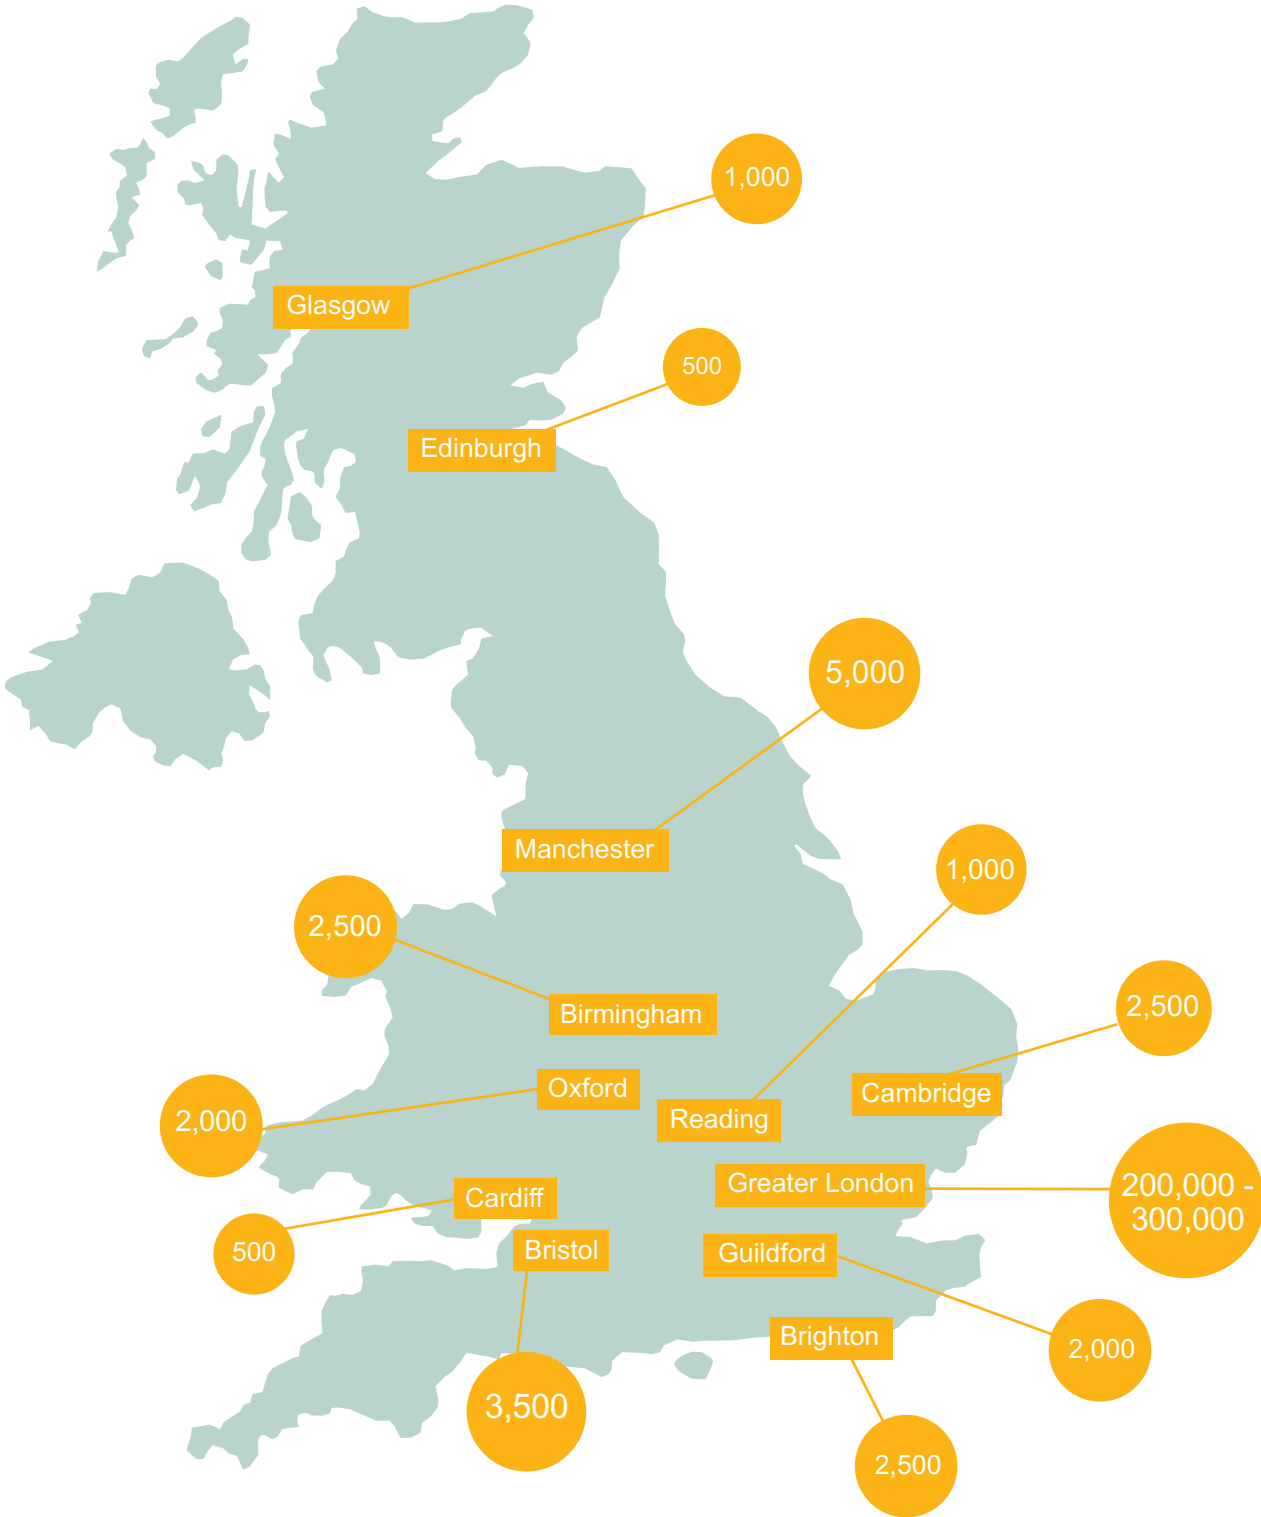 1,000
Glasgow
500
Edinburgh
5,000
Manchester
1,000
2,500
Birmingham
2,500
Oxford
Cambridge
2,000
Reading
Greater London
200,000 -
300,000
Cardiff
500
Bristol
Guildford
Brighton
2,000
3,500
2,500